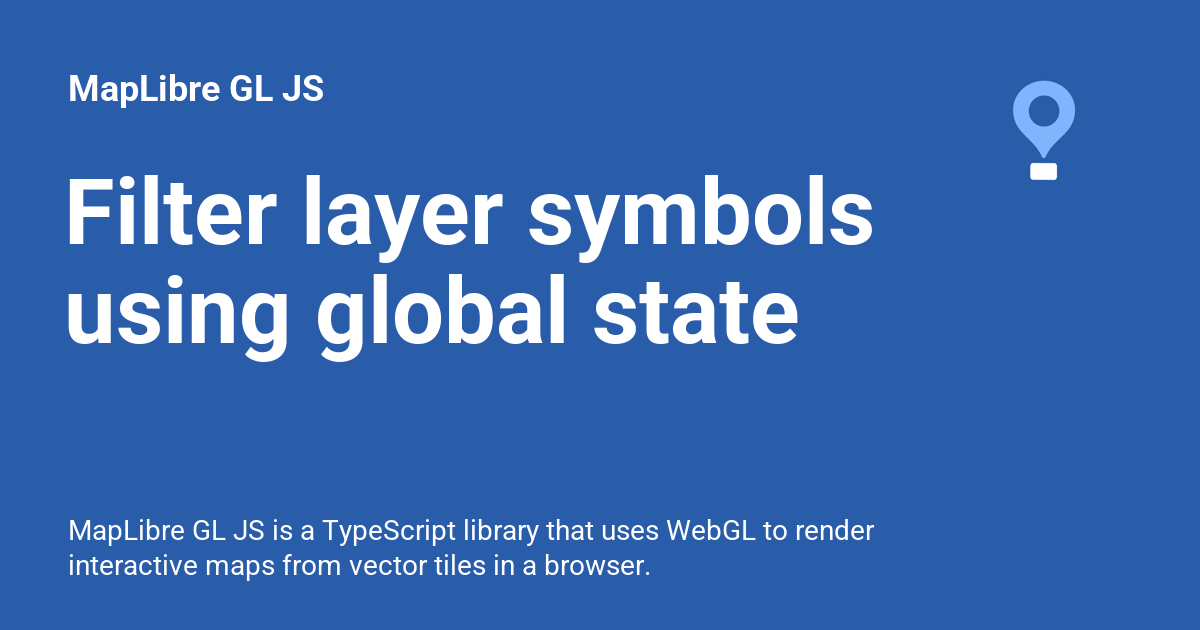 MapLibre GL JS
Filter layer symbols
using global state
MapLibre GL JS is a TypeScript library that uses WebGL to render
interactive maps from vector tiles in a browser.